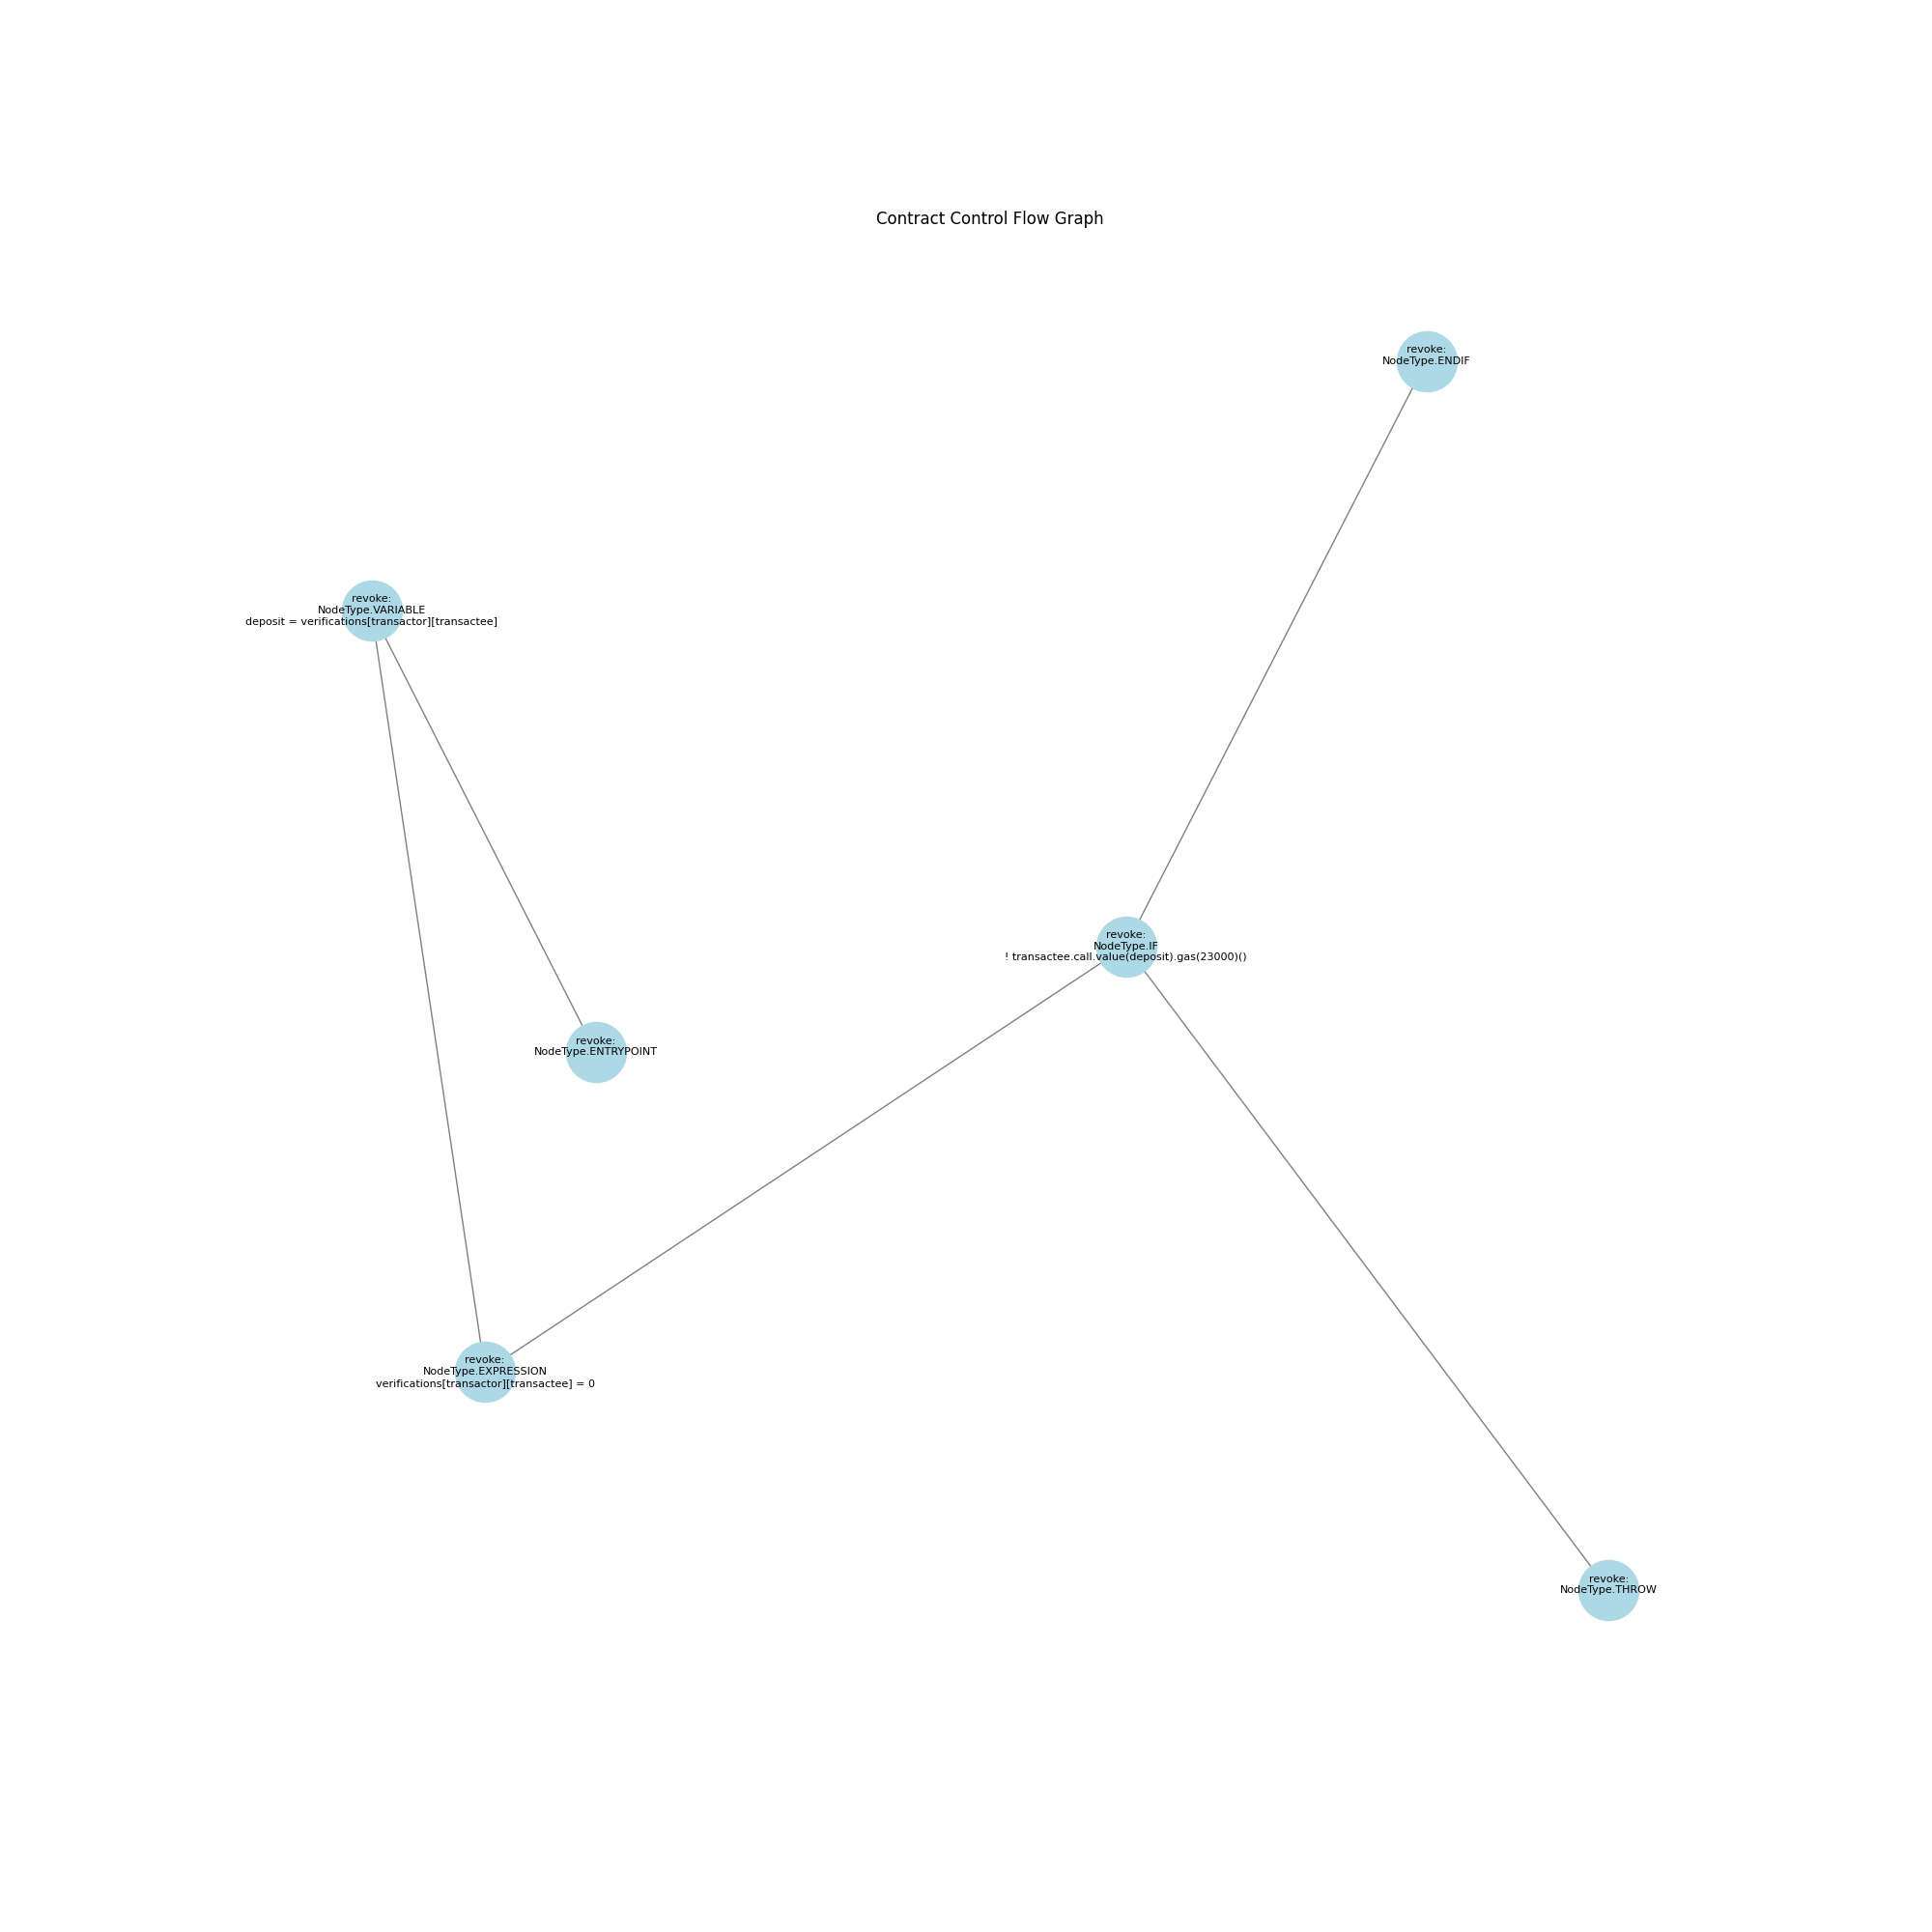 Contract Control Flow Graph
revoke:
NodeType.ENDIF
revoke:
NodeType.VARIABLE
deposit = verifications[transactor][transactee]
revoke:
NodeType.IF
! transactee.call.value(deposit).gas(23000)()
revoke:
NodeType.ENTRYPOINT
revoke:
NodeType.EXPRESSION
verifications[transactor][transactee] = 0
revoke:
NodeType.THROW